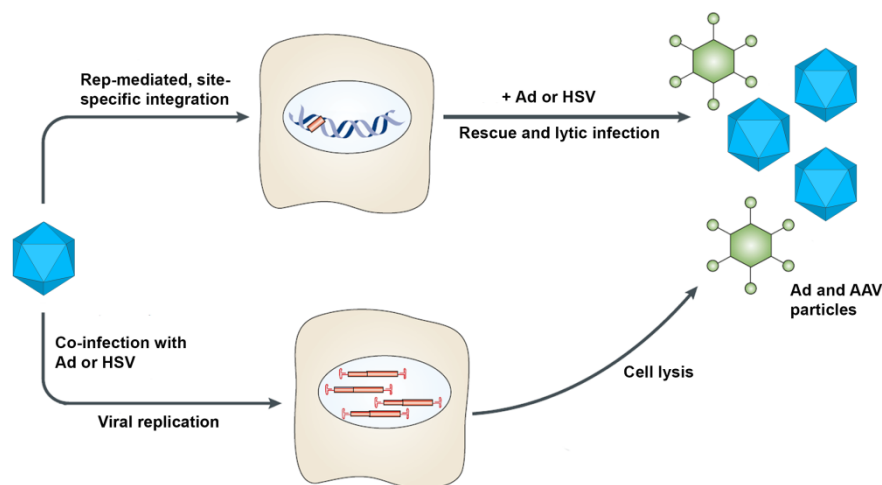 Rep-mediated, site-
specific integration
+ Ad or HSV
Rescue and lytic infection
Ad and AAV
particles
Co-infection with
Ad or HSV
Viral replication
Cell lysis